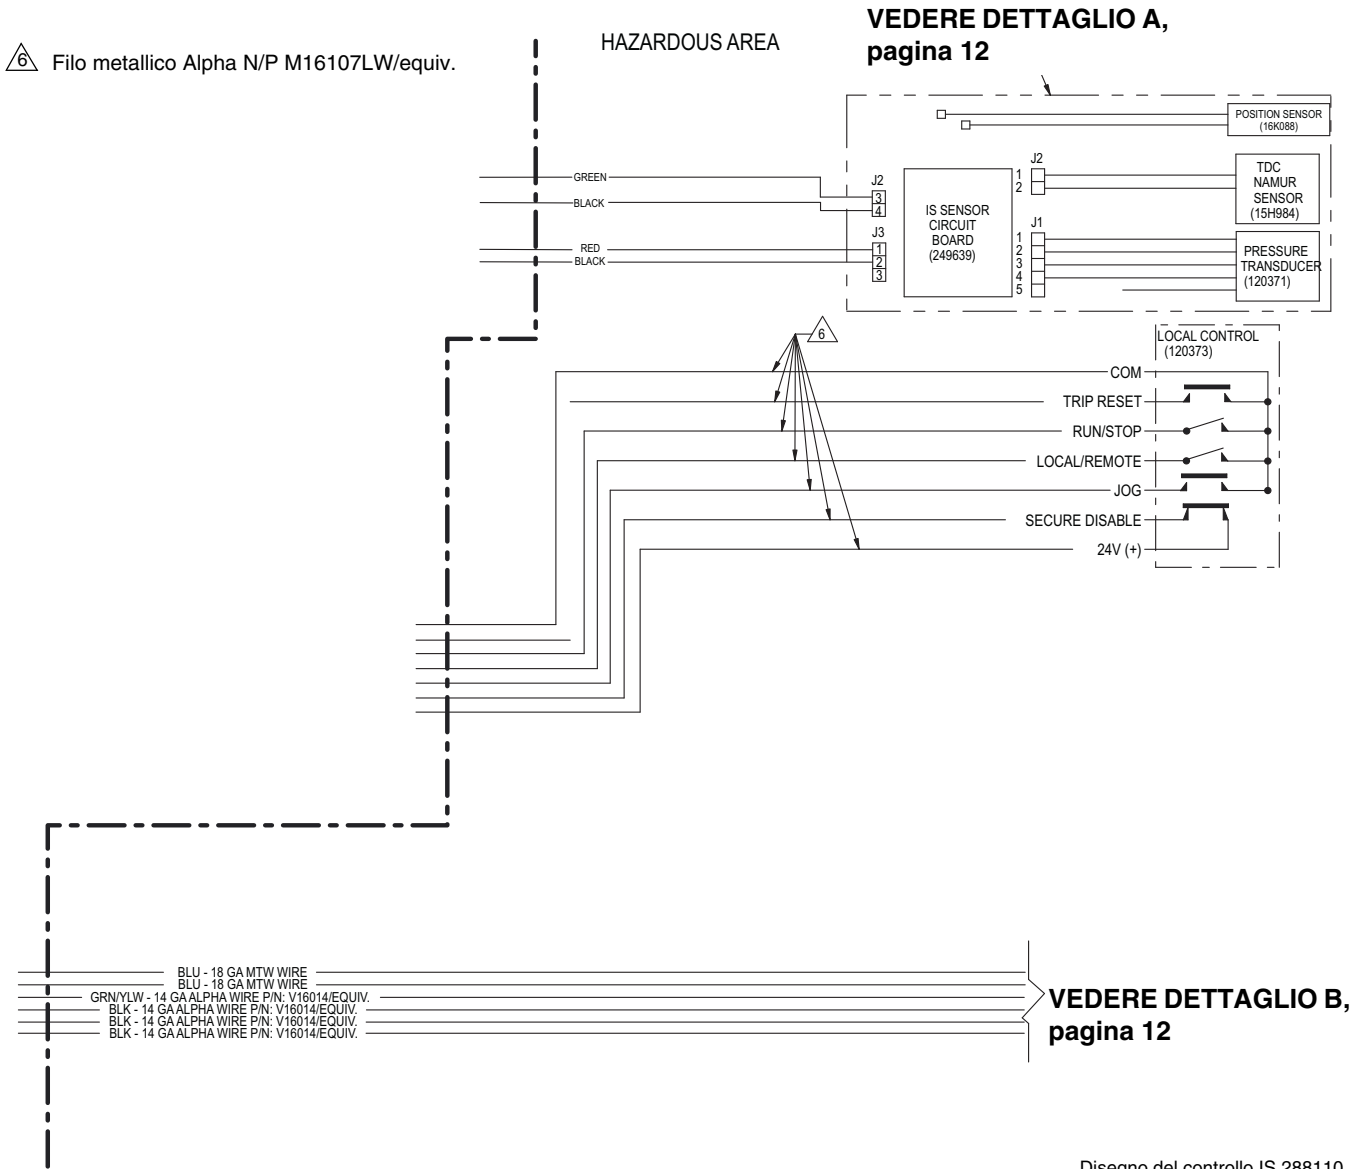 VEDERE DETTAGLIO A,
pagina 12
HAZARDOUS AREA
6 Filo metallico Alpha N/P M16107LW/equiv.
POSITION SENSOR
(16K088)
GREEN
BLACK
RED
BLACK
J2
3
4
J3
1
2
3
IS SENSOR
CIRCUIT
BOARD
(249639)
J2
1
2
J1
1
2
3
4
5
TDC
NAMUR
SENSOR
(15H984)
PRESSURE
TRANSDUCER
(120371)
6
LOCAL CONTROL
(120373)
COM
TRIP RESET
RUN/STOP
LOCAL/REMOTE
JOG
SECURE DISABLE
24V (+)
BLU - 18 GA MTW WIRE
BLU - 18 GA MTW WIRE
GRN/YLW - 14 GA ALPHA WIRE P/N: V16014/EQUIV.
BLK - 14 GA ALPHA WIRE P/N: V16014/EQUIV.
BLK - 14 GA ALPHA WIRE P/N: V16014/EQUIV.
BLK - 14 GA ALPHA WIRE P/N: V16014/EQUIV.
VEDERE DETTAGLIO B,
pagina 12
Disegno del controllo IS 288110